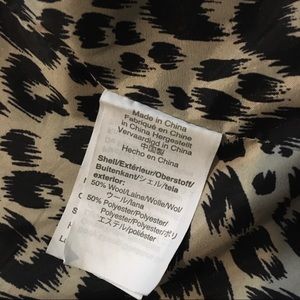 Made in China
Fabriqué en Chine
In China Hergestellt
Vervaardigd in China
中国製
Hecho en China
Shell/Extérieur/Oberstoff/
Buitenkant/シェル/tela
exterior:
50% Wool/Laine/Wolle/Wol/
ウール/lana
50% Polyester/Polyester/
Polyester/Polyester/ポリ
エステル/poliéster